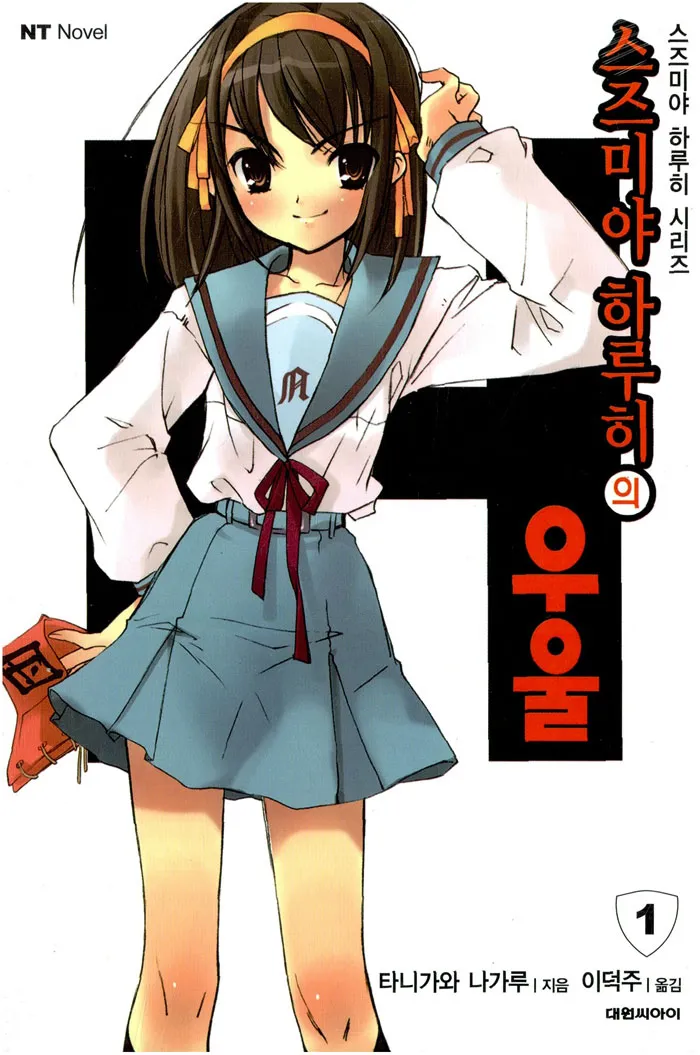 NT Novel
스즈미야 하루히 시리즈
스즈미야 하루히의
우울
1
타니가와 나가루 | 지음 이덕주 | 옮김
대원씨아이